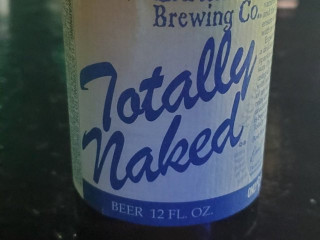 Brewing Co.
Totally
Naked
BEER 12 FL. OZ.